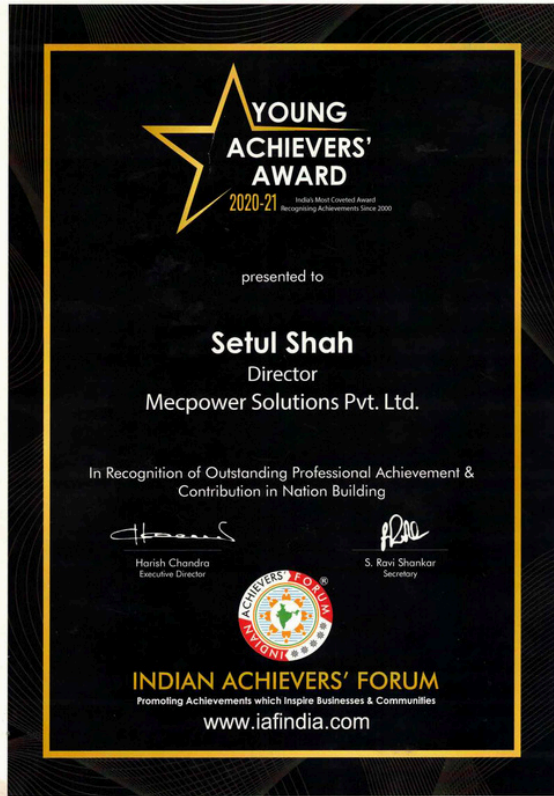 YOUNG
ACHIEVERS'
AWARD
2020-21
India's Most Coveted Award
Recognising Achievements Since 2000
presented to
Setul Shah
Director
Mecpower Solutions Pvt. Ltd.
In Recognition of Outstanding Professional Achievement &
Contribution in Nation Building
Harish Chandra
Executive Director
S. Ravi Shankar
Secretary
INDIAN ACHIEVERS' FORUM ®
INDIAN ACHIEVERS' FORUM
Promoting Achievements which Inspire Businesses & Communities
www.iafindia.com